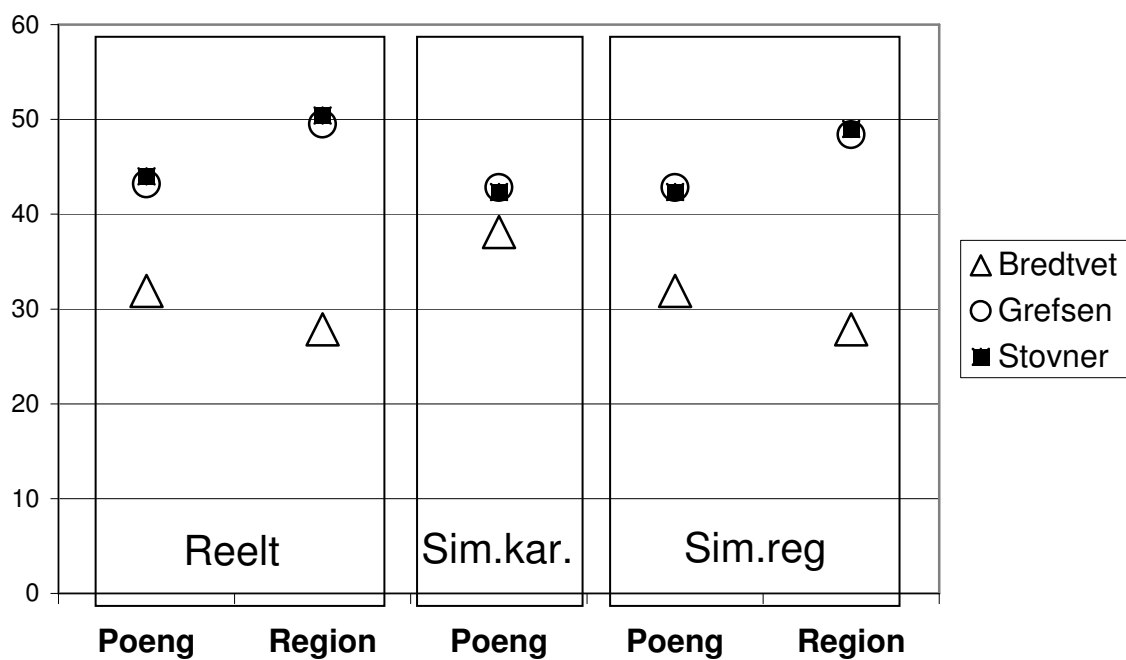 60
50
40
30
20
10
0
Reelt
Sim.kar.
Sim.reg
Poeng
Region
Poeng
Poeng
Region
Bredtvet
Grefsen
Stovner